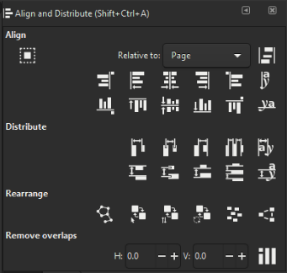 Align and Distribute (Shift+Ctrl+A)
Align
Relative to: Page
Distribute
Rearrange
Remove overlaps
H: 0.0 − + V: 0.0 − +